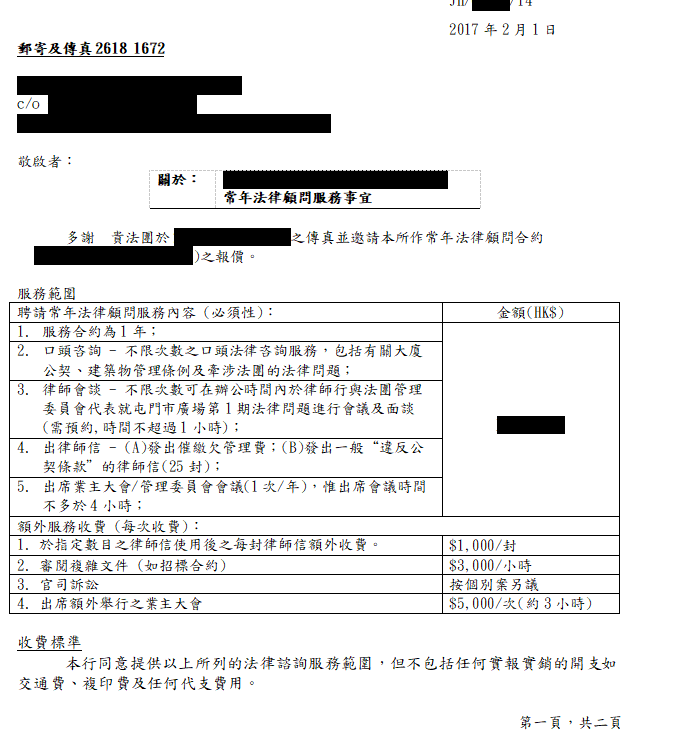 JH/ /14
2017 年 2 月 1 日
郵寄及傳真 2618 1672
c/o
敬啟者：
關於：
常年法律顧問服務事宜
多謝　貴法團於 之傳真並邀請本所作常年法律顧問合約
)之報價。
服務範圍
聘請常年法律顧問服務內容 (必須性)： 金額(HK$)
1. 服務合約為 1 年；
2. 口頭咨詢 - 不限次數之口頭法律咨詢服務，包括有關大廈
公契、建築物管理條例及牽涉法團的法律問題；
3. 律師會談 - 不限次數可在辦公時間內於律師行與法團管理
委員會代表就屯門市廣場第 1 期法律問題進行會議及面談
(需預約, 時間不超過 1 小時)；
4. 出律師信 - (A)發出催繳欠管理費；(B)發出一般“違反公
契條款”的律師信(25 封)；
5. 出席業主大會/管理委員會會議(1 次/年)，惟出席會議時間
不多於 4 小時；
額外服務收費 (每次收費)：
1. 於指定數目之律師信使用後之每封律師信額外收費。 $1,000/封
2. 審閱複雜文件 (如招標合約) $3,000/小時
3. 官司訴訟 按個別案另議
4. 出席額外舉行之業主大會 $5,000/次(約 3 小時)
收費標準
本行同意提供以上所列的法律諮詢服務範圍，但不包括任何實報實銷的開支如
交通費、複印費及任何代支費用。
第一頁，共二頁